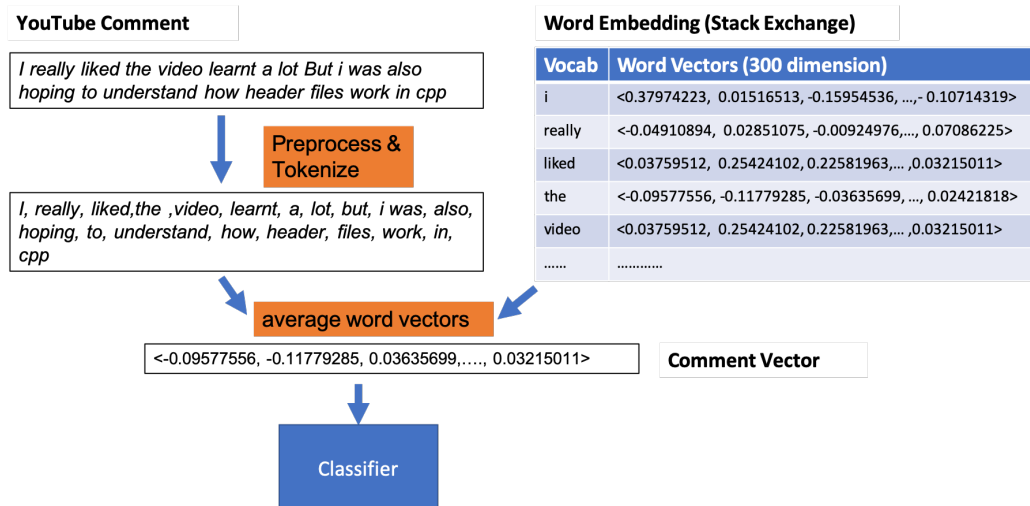 YouTube Comment
I really liked the video learnt a lot But i was also
hoping to understand how header files work in cpp
Preprocess &
Tokenize
I, really, liked,the ,video, learnt, a, lot, but, i was, also,
hoping, to, understand, how, header, files, work, in,
cpp
Word Embedding (Stack Exchange)
Vocab Word Vectors (300 dimension)
i <0.37974223, 0.01516513, -0.15954536, ...,- 0.10714319>
really <-0.04910894, 0.02851075, -0.00924976,..., 0.07086225>
liked <0.03759512, 0.25424102, 0.22581963,... ,0.03215011>
the <-0.09577556, -0.11779285, -0.03635699, ..., 0.02421818>
video <0.03759512, 0.25424102, 0.22581963,... ,0.03215011>
...... ............
average word vectors
<-0.09577556, -0.11779285, 0.03635699,...., 0.03215011>
Comment Vector
Classifier